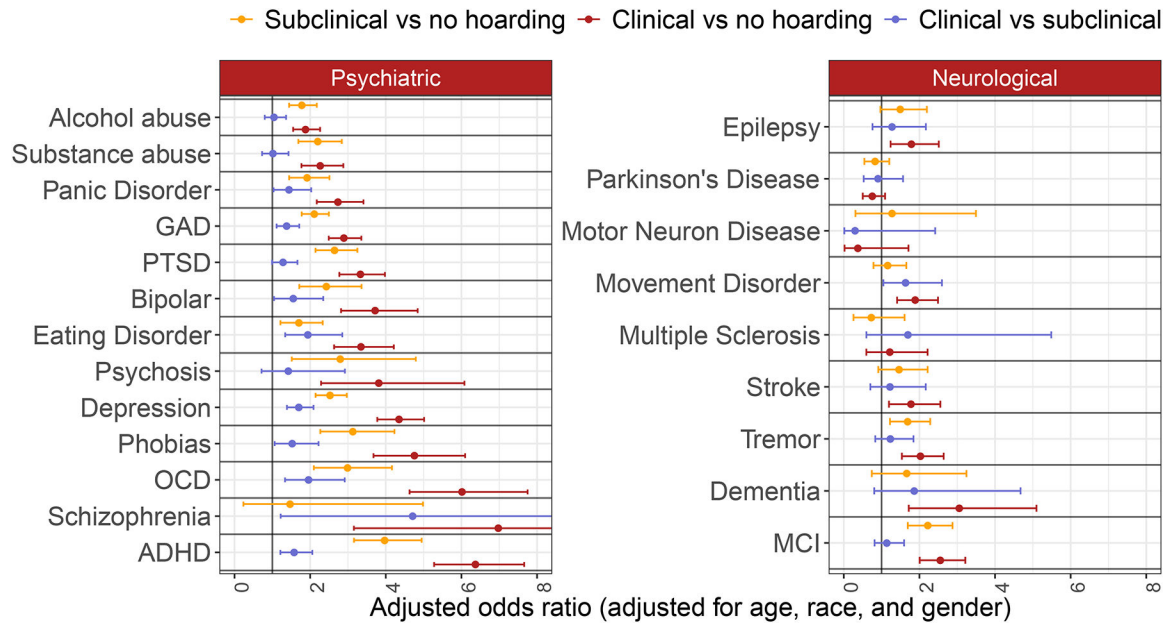 Subclinical vs no hoarding Clinical vs no hoarding Clinical vs subclinical
Psychiatric
Alcohol abuse
Substance abuse
Panic Disorder
GAD
PTSD
Bipolar
Eating Disorder
Psychosis
Depression
Phobias
OCD
Schizophrenia
ADHD
0 2 4 6 8
Neurological
Epilepsy
Parkinson's Disease
Motor Neuron Disease
Movement Disorder
Multiple Sclerosis
Stroke
Tremor
Dementia
MCI
0 2 4 6 8
Adjusted odds ratio (adjusted for age, race, and gender)